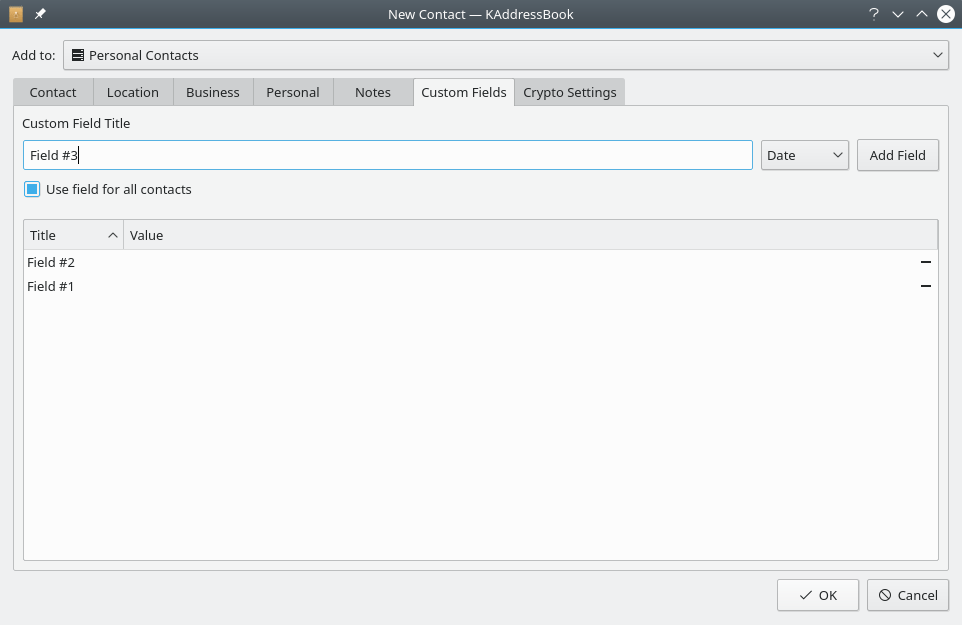 New Contact — KAddressBook
Add to: Personal Contacts
Contact Location Business Personal Notes Custom Fields Crypto Settings
Custom Field Title
Field #3 Date Add Field
Use field for all contacts
Title Value
Field #2
Field #1
OK Cancel